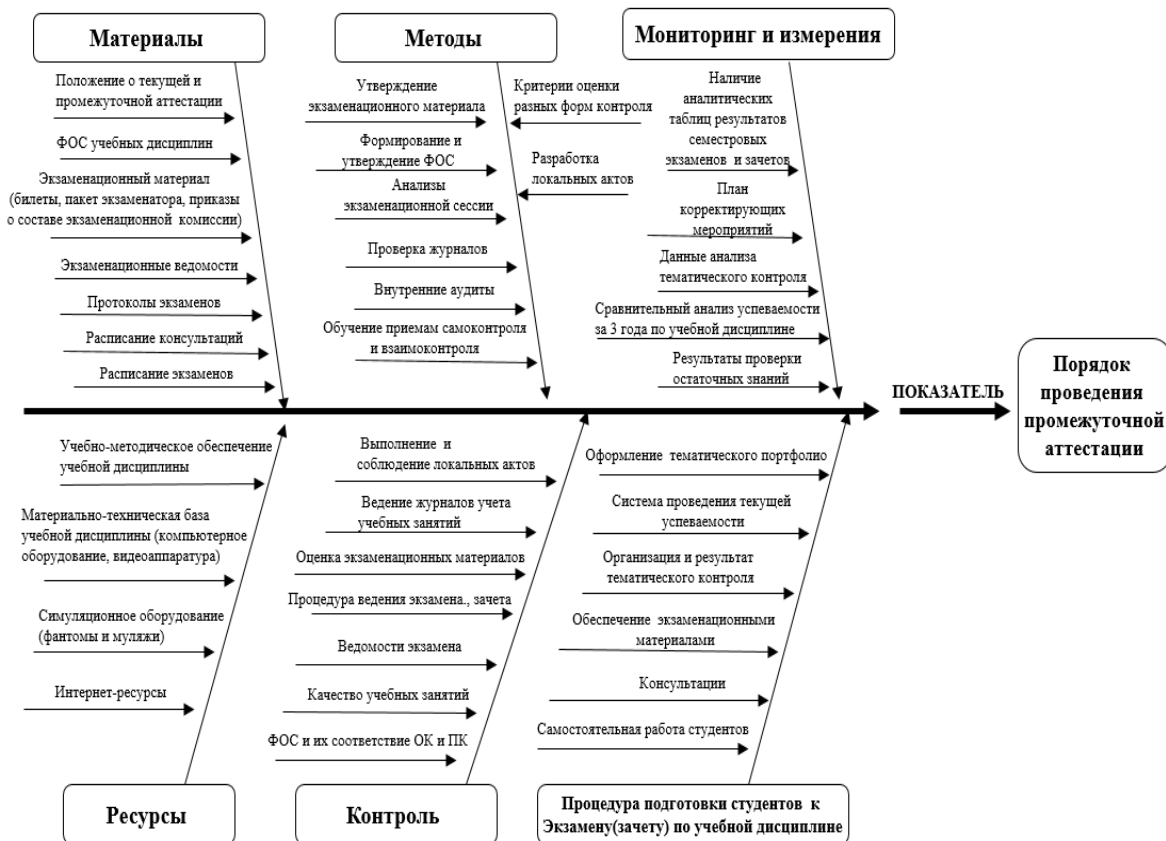 Материалы
Положение о текущей и
промежуточной аттестации
ФОС учебных дисциплин
Экзаменационный материал
(билеты, пакет экзаменатора, приказы
о составе экзаменационной комиссии)
Экзаменационные ведомости
Протоколы экзаменов
Расписание консультаций
Расписание экзаменов
Методы
Утверждение
экзаменационного материала
Формирование и
утверждение ФОС
Анализы
экзаменационной сессии
Проверка журналов
Внутренние аудиты
Обучение приемам самоконтроля
и взаимоконтроля
Критерии оценки
разных форм контроля
Разработка
локальных актов
Мониторинг и измерения
Наличие
аналитических
таблиц результатов
семестровых
экзаменов и зачетов
План
корректирующих
мероприятий
Данные анализа
тематического контроля
Сравнительный анализ успеваемости
за 3 года по учебной дисциплине
Результаты проверки
остаточных знаний
ПОКАЗАТЕЛЬ
Порядок
проведения
промежуточной
аттестации
Учебно-методическое обеспечение
учебной дисциплины
Материально-техническая база
учебной дисциплины (компьютерное
оборудование, видеоаппаратура)
Симуляционное оборудование
(фантомы и муляжи)
Интернет-ресурсы
Ресурсы
Выполнение и
соблюдение локальных актов
Ведение журналов учета
учебных занятий
Оценка экзаменационных материалов
Процедура ведения экзамена., зачета
Ведомости экзамена
Качество учебных занятий
ФОС и их соответствие ОК и ПК
Контроль
Оформление тематического портфолио
Система проведения текущей
успеваемости
Организация и результат
тематического контроля
Обеспечение экзаменационными
материалами
Консультации
Самостоятельная работа студентов
Процедура подготовки студентов к
Экзамену(зачету) по учебной дисциплине